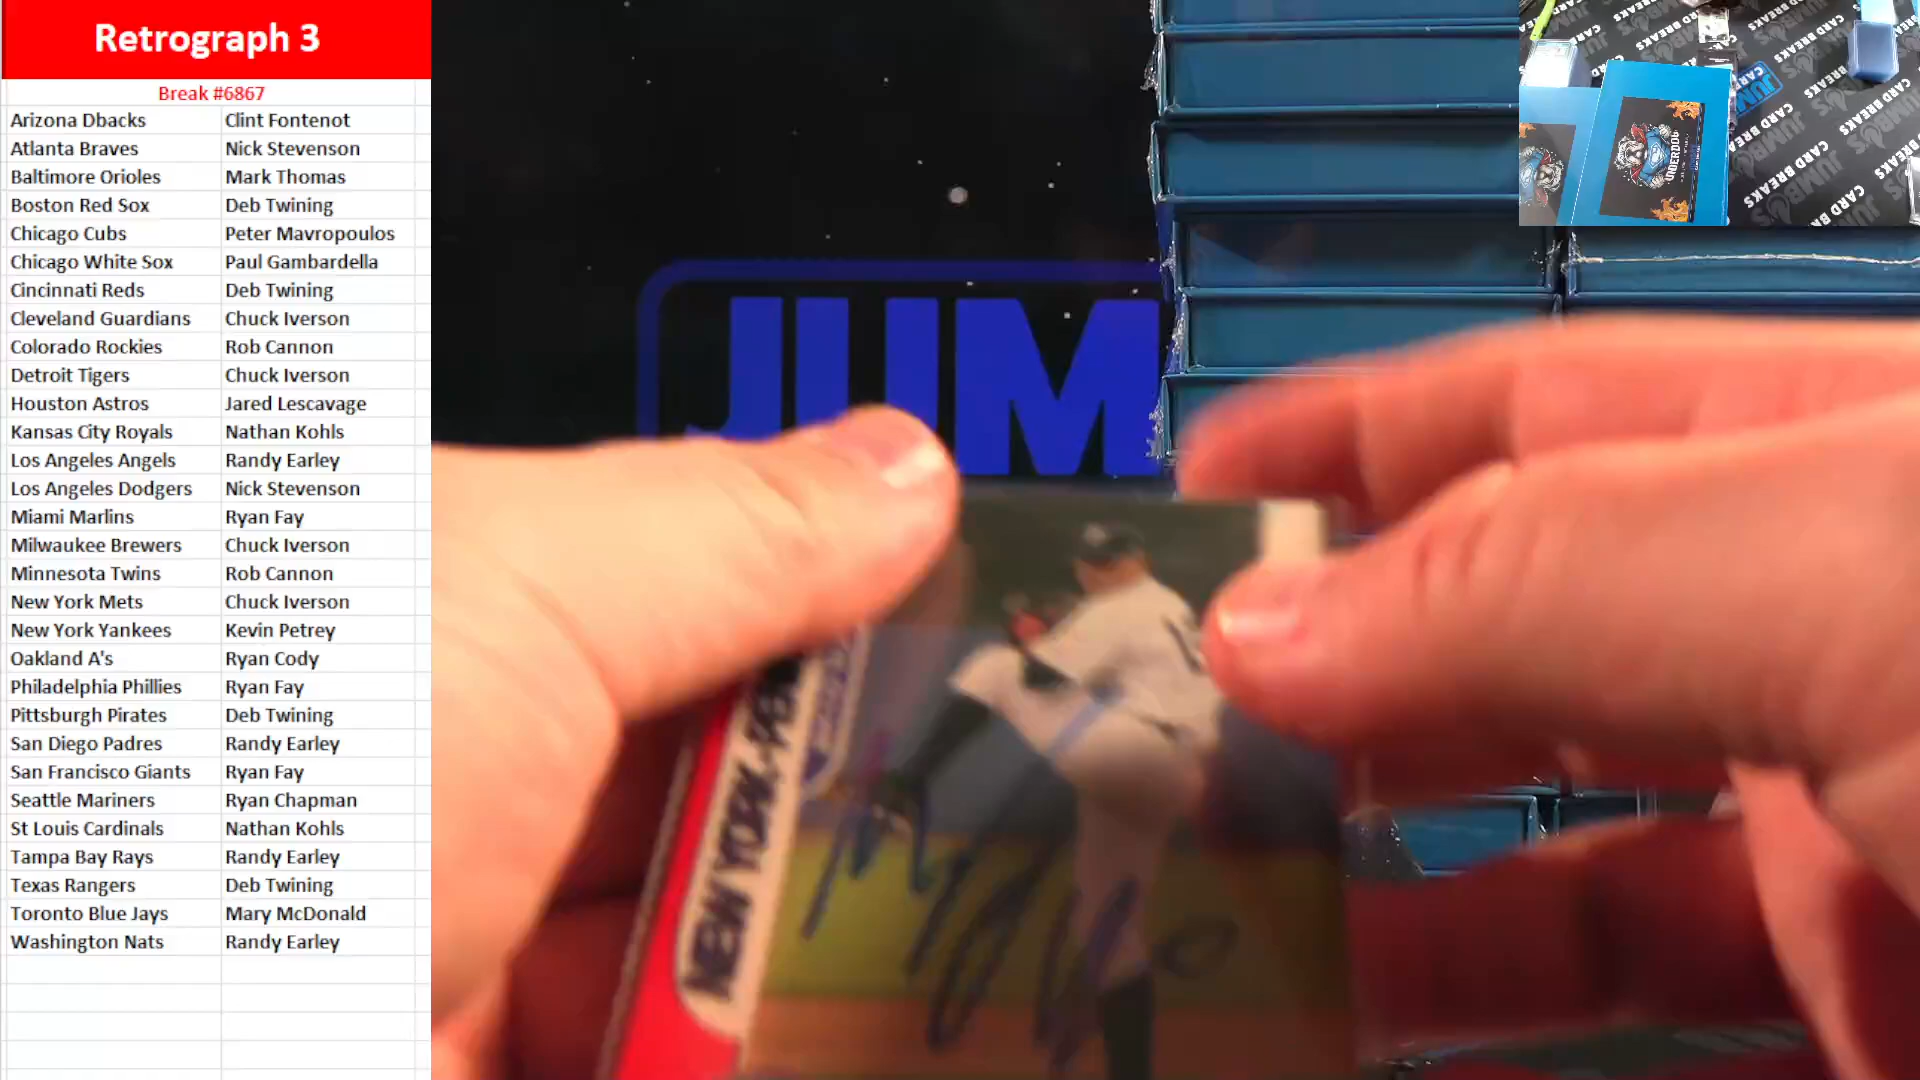 Retrograph 3
Break #6867
Arizona Dbacks Clint Fontenot
Atlanta Braves Nick Stevenson
Baltimore Orioles Mark Thomas
Boston Red Sox Deb Twining
Chicago Cubs Peter Mavropoulos
Chicago White Sox Paul Gambardella
Cincinnati Reds Deb Twining
Cleveland Guardians Chuck Iverson
Colorado Rockies Rob Cannon
Detroit Tigers Chuck Iverson
Houston Astros Jared Lescavage
Kansas City Royals Nathan Kohls
Los Angeles Angels Randy Earley
Los Angeles Dodgers Nick Stevenson
Miami Marlins Ryan Fay
Milwaukee Brewers Chuck Iverson
Minnesota Twins Rob Cannon
New York Mets Chuck Iverson
New York Yankees Kevin Petrey
Oakland A's Ryan Cody
Philadelphia Phillies Ryan Fay
Pittsburgh Pirates Deb Twining
San Diego Padres Randy Earley
San Francisco Giants Ryan Fay
Seattle Mariners Ryan Chapman
St Louis Cardinals Nathan Kohls
Tampa Bay Rays Randy Earley
Texas Rangers Deb Twining
Toronto Blue Jays Mary McDonald
Washington Nats Randy Earley
JUM
NEW YORK
UNDERDOG
JUMBO'S
CARD BREAKS